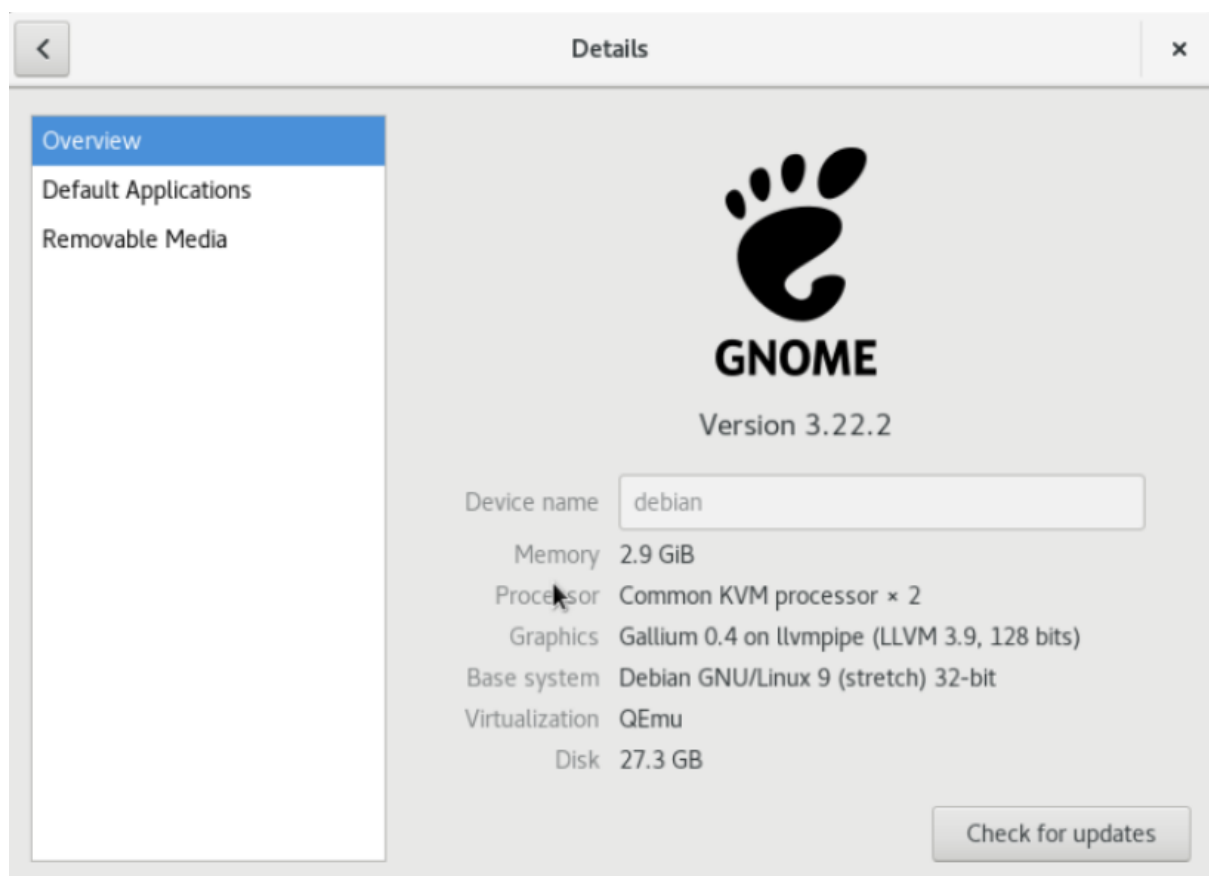 Details
Overview
Default Applications
Removable Media
GNOME
Version 3.22.2
Device name debian
Memory 2.9 GiB
Processor Common KVM processor × 2
Graphics Gallium 0.4 on llvmpipe (LLVM 3.9, 128 bits)
Base system Debian GNU/Linux 9 (stretch) 32-bit
Virtualization QEmu
Disk 27.3 GB
Check for updates